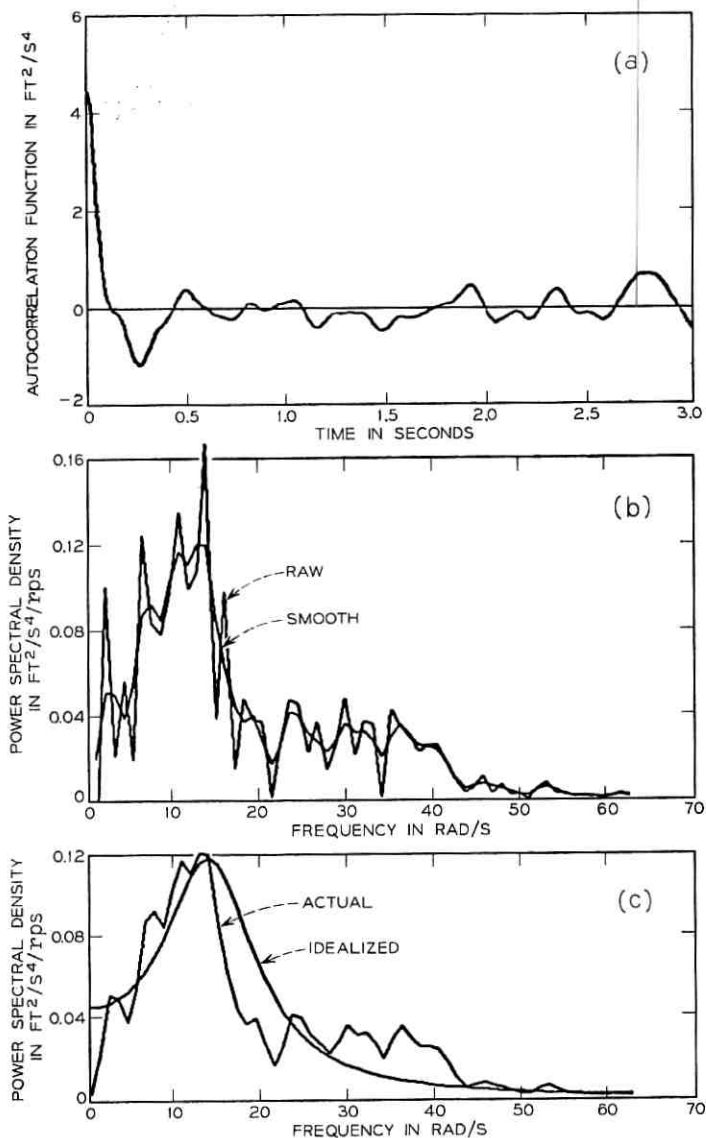 6
4
2
0
-2
AUTOCORRELATION FUNCTION IN FT²/S⁴
(a)
0
0.5
1.0
1.5
2.0
2.5
3.0
TIME IN SECONDS
0.16
0.12
0.08
0.04
0
POWER SPECTRAL DENSITY
IN FT²/S⁴/rps
(b)
RAW
SMOOTH
0
10
20
30
40
50
60
70
FREQUENCY IN RAD/S
0.12
0.08
0.04
0
POWER SPECTRAL DENSITY
IN FT²/S⁴/rps
(c)
ACTUAL
IDEALIZED
0
10
20
30
40
50
60
70
FREQUENCY IN RAD/S